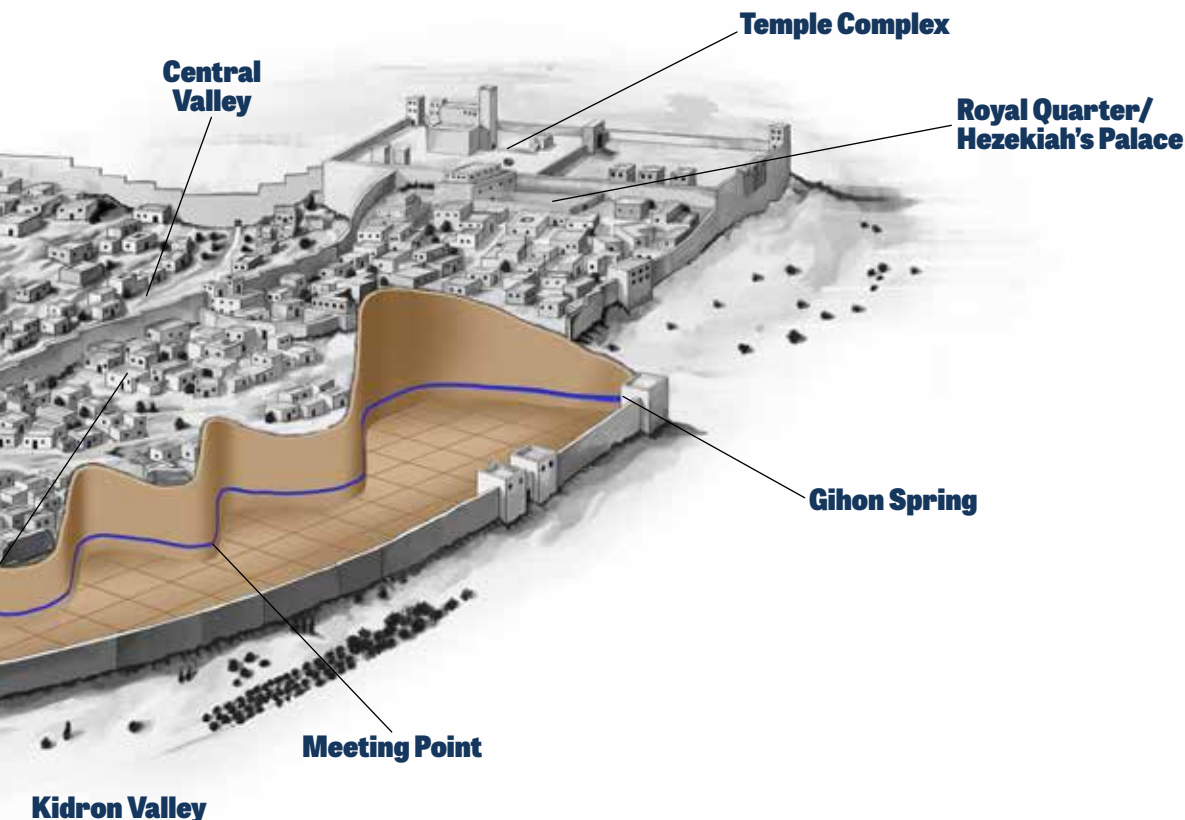 Temple Complex
Central
Valley
Royal Quarter/
Hezekiah's Palace
Gihon Spring
Meeting Point
Kidron Valley